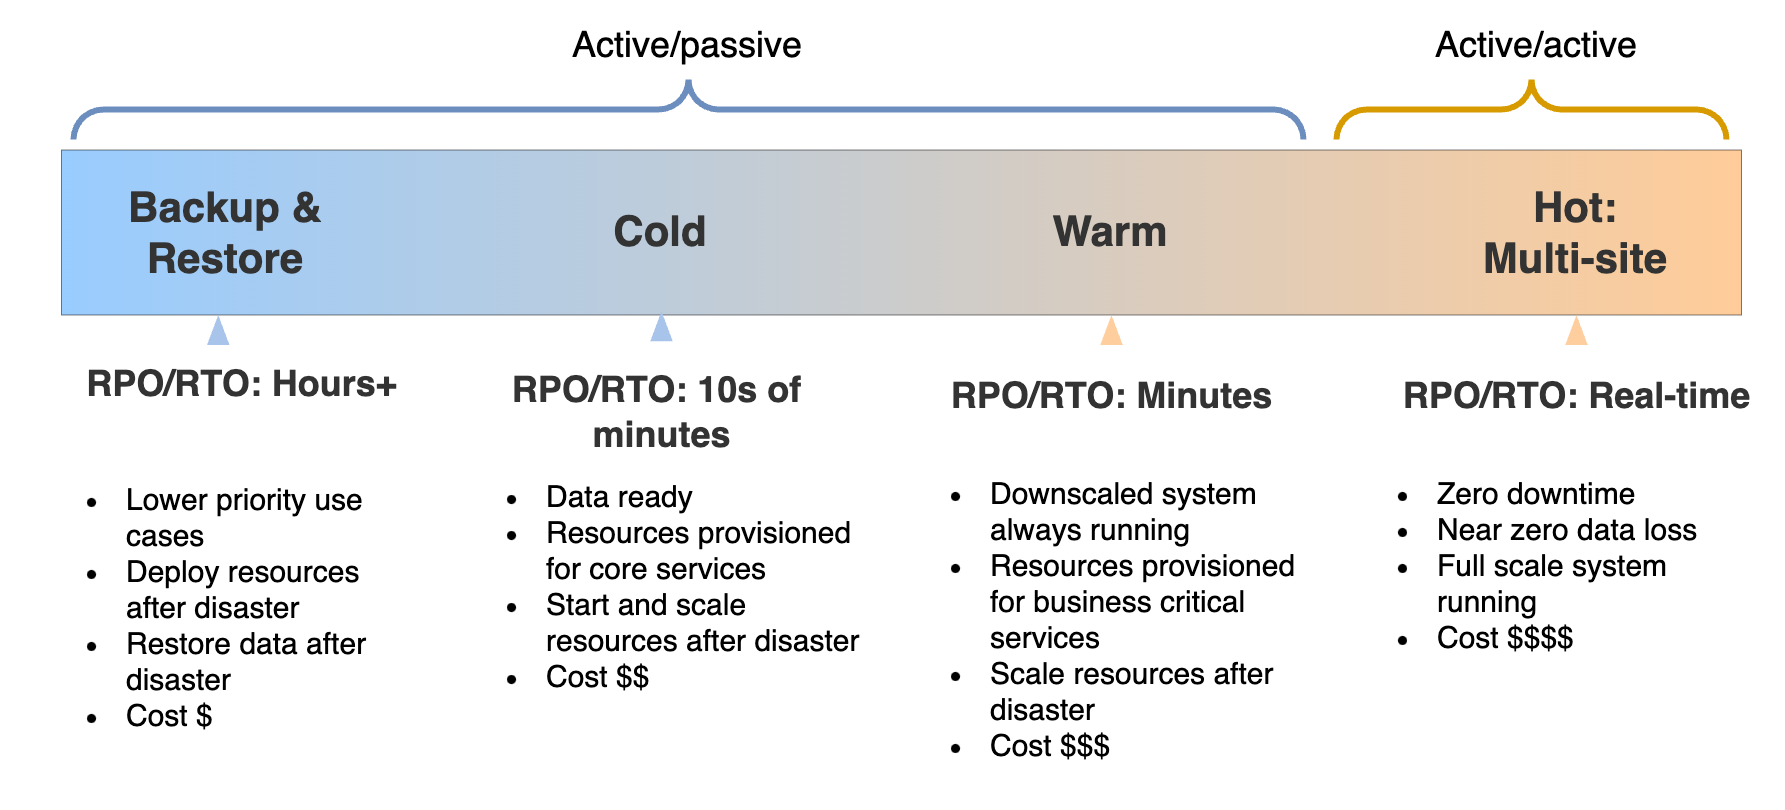 Active/passive
Active/active
Backup &
Restore
Cold
Warm
Hot:
Multi-site
RPO/RTO: Hours+
• Lower priority use
cases
• Deploy resources
after disaster
• Restore data after
disaster
• Cost $
RPO/RTO: 10s of
minutes
• Data ready
• Resources provisioned
for core services
• Start and scale
resources after disaster
• Cost $$
RPO/RTO: Minutes
• Downscaled system
always running
• Resources provisioned
for business critical
services
• Scale resources after
disaster
• Cost $$$
RPO/RTO: Real-time
• Zero downtime
• Near zero data loss
• Full scale system
running
• Cost $$$$